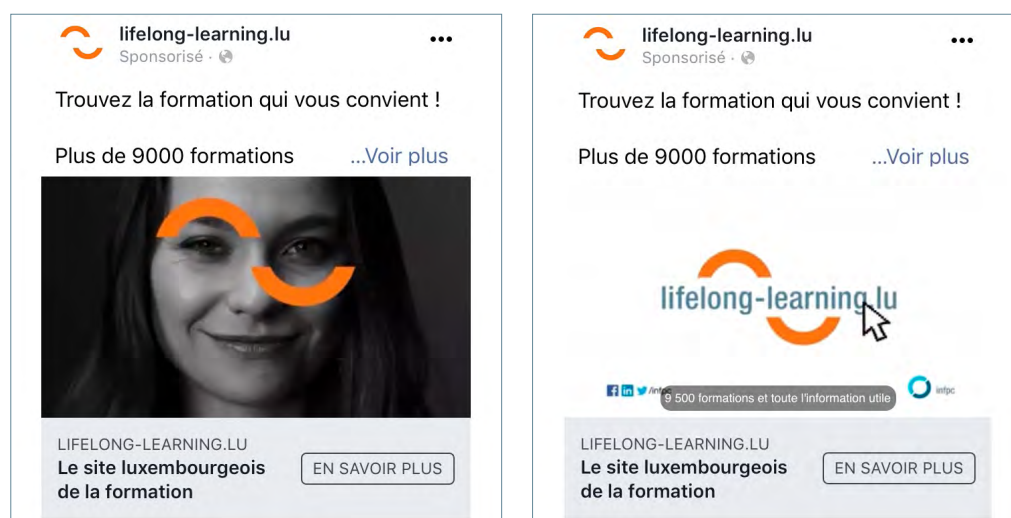 lifelong-learning.lu
Sponsorisé ·
Trouvez la formation qui vous convient !
Plus de 9000 formations ...Voir plus
LIFELONG-LEARNING.LU
Le site luxembourgeois
de la formation
EN SAVOIR PLUS
lifelong-learning.lu
Sponsorisé ·
Trouvez la formation qui vous convient !
Plus de 9000 formations ...Voir plus
lifelong-learning.lu
/infpc
9 500 formations et toute l'information utile
infpc
LIFELONG-LEARNING.LU
Le site luxembourgeois
de la formation
EN SAVOIR PLUS